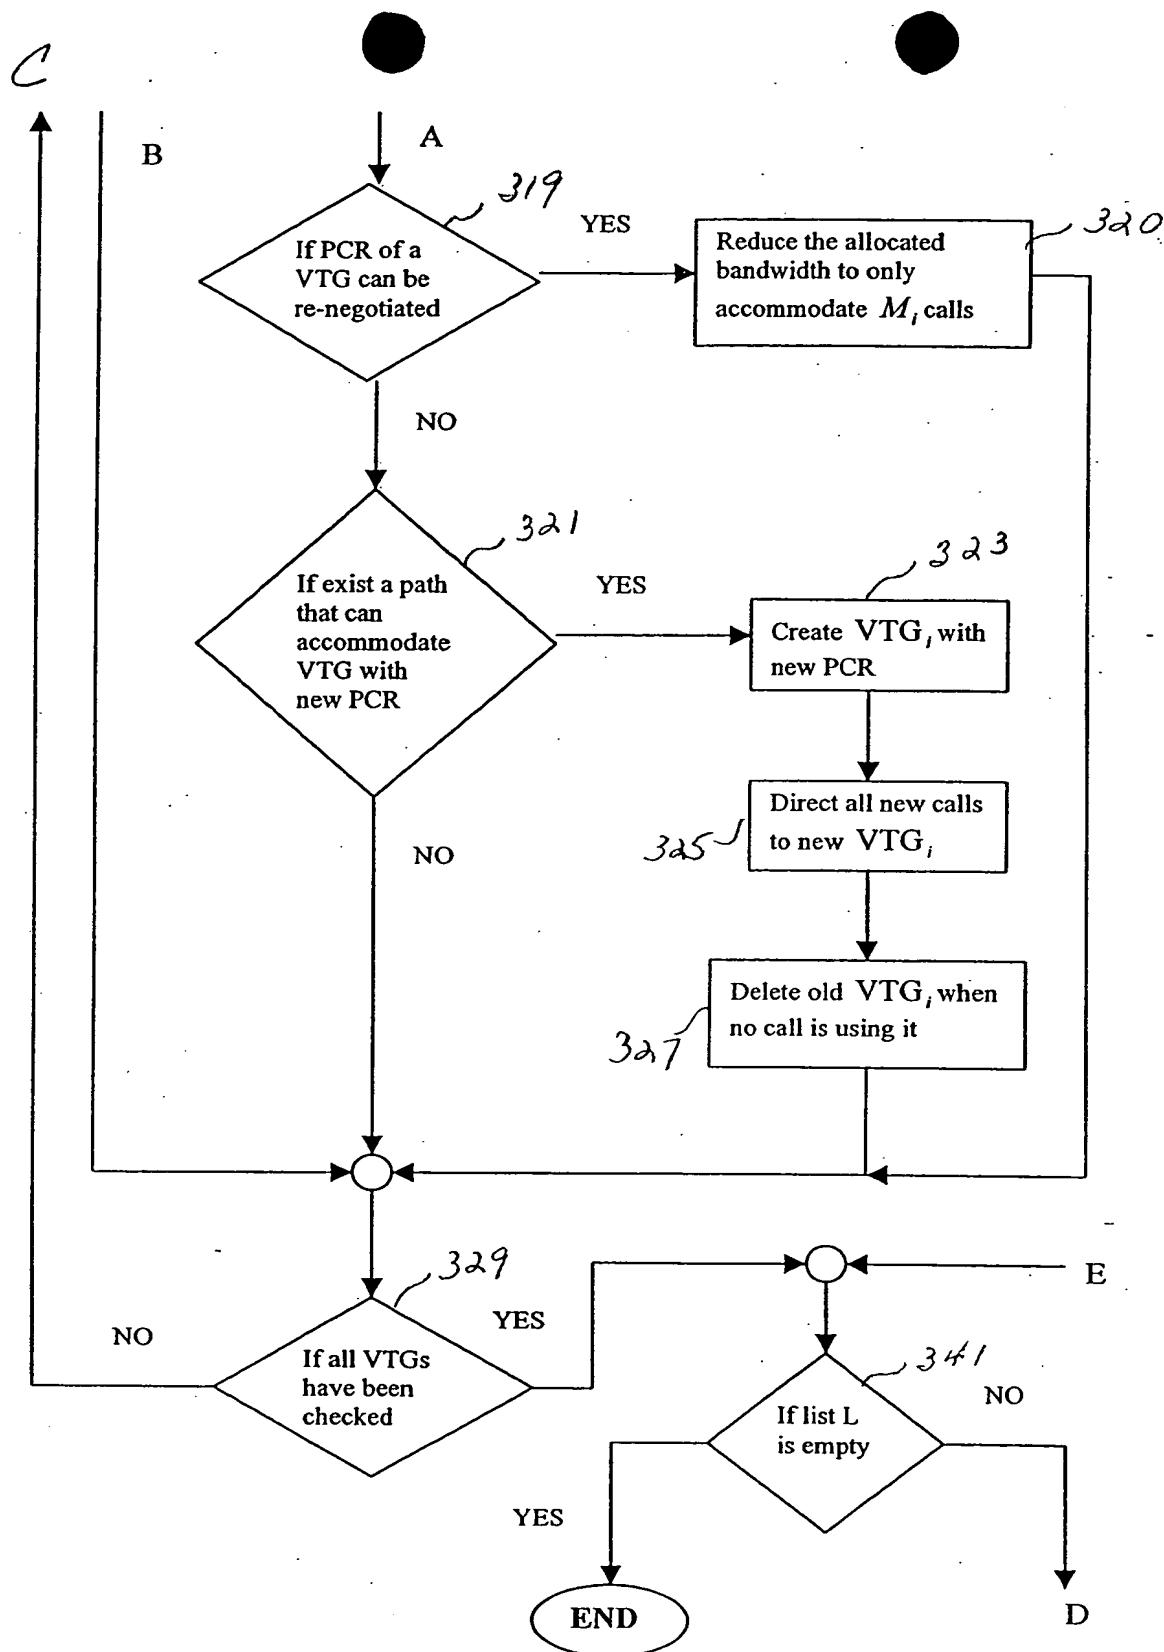 C
B
A
319
If PCR of a
VTG can be
re-negotiated
YES
320
Reduce the allocated
bandwidth to only
accommodate M_i calls
NO
321
If exist a path
that can
accommodate
VTG with
new PCR
YES
323
Create VTG_i with
new PCR
325
Direct all new calls
to new VTG_i
NO
327
Delete old VTG_i when
no call is using it
329
If all VTGs
have been
checked
NO
YES
E
341
If list L
is empty
NO
YES
END
D